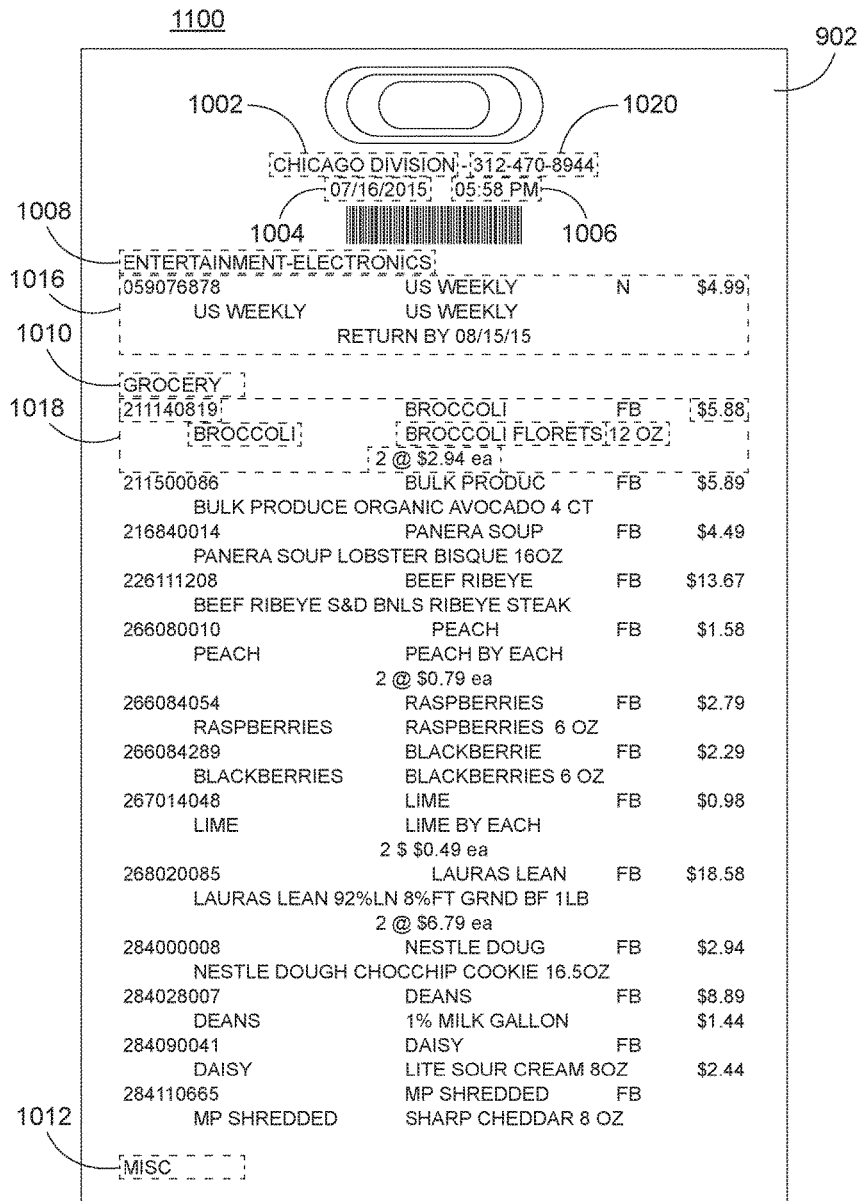 1100
902
1002
1020
CHICAGO DIVISION - 312-470-8944
07/16/2015 05:58 PM
1004
1006
1008
ENTERTAINMENT-ELECTRONICS
1016
059076878 US WEEKLY N $4.99
US WEEKLY US WEEKLY
RETURN BY 08/15/15
1010
GROCERY
1018
211140819 BROCCOLI FB $5.88
BROCCOLI BROCCOLI FLORETS 12 OZ
2 @ $2.94 ea
211500086 BULK PRODUC FB $5.89
BULK PRODUCE ORGANIC AVOCADO 4 CT
216840014 PANERA SOUP FB $4.49
PANERA SOUP LOBSTER BISQUE 16OZ
226111208 BEEF RIBEYE FB $13.67
BEEF RIBEYE S&D BNLS RIBEYE STEAK
266080010 PEACH FB $1.58
PEACH PEACH BY EACH
2 @ $0.79 ea
266084054 RASPBERRIES FB $2.79
RASPBERRIES RASPBERRIES 6 OZ
266084289 BLACKBERRIE FB $2.29
BLACKBERRIES BLACKBERRIES 6 OZ
267014048 LIME FB $0.98
LIME LIME BY EACH
2 $ $0.49 ea
268020085 LAURAS LEAN FB $18.58
LAURAS LEAN 92%LN 8%FT GRND BF 1LB
2 @ $6.79 ea
284000008 NESTLE DOUG FB $2.94
NESTLE DOUGH CHOCCHIP COOKIE 16.5OZ
284028007 DEANS FB $8.89
DEANS 1% MILK GALLON $1.44
284090041 DAISY FB
DAISY LITE SOUR CREAM 8OZ $2.44
284110665 MP SHREDDED FB
MP SHREDDED SHARP CHEDDAR 8 OZ
1012
MISC